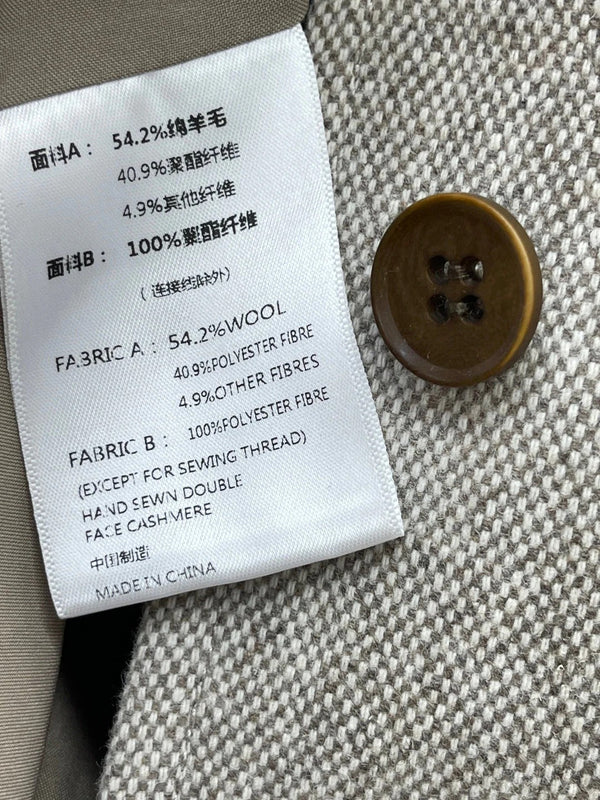 面料A： 54.2%绵羊毛
40.9%聚酯纤维
4.9%其他纤维
面料B： 100%聚酯纤维
（连接线除外）
FABRIC A： 54.2%WOOL
40.9%POLYESTER FIBRE
4.9%OTHER FIBRES
FABRIC B： 100%POLYESTER FIBRE
(EXCEPT FOR SEWING THREAD)
HAND SEWN DOUBLE
FACE CASHMERE
中国制造
MADE IN CHINA